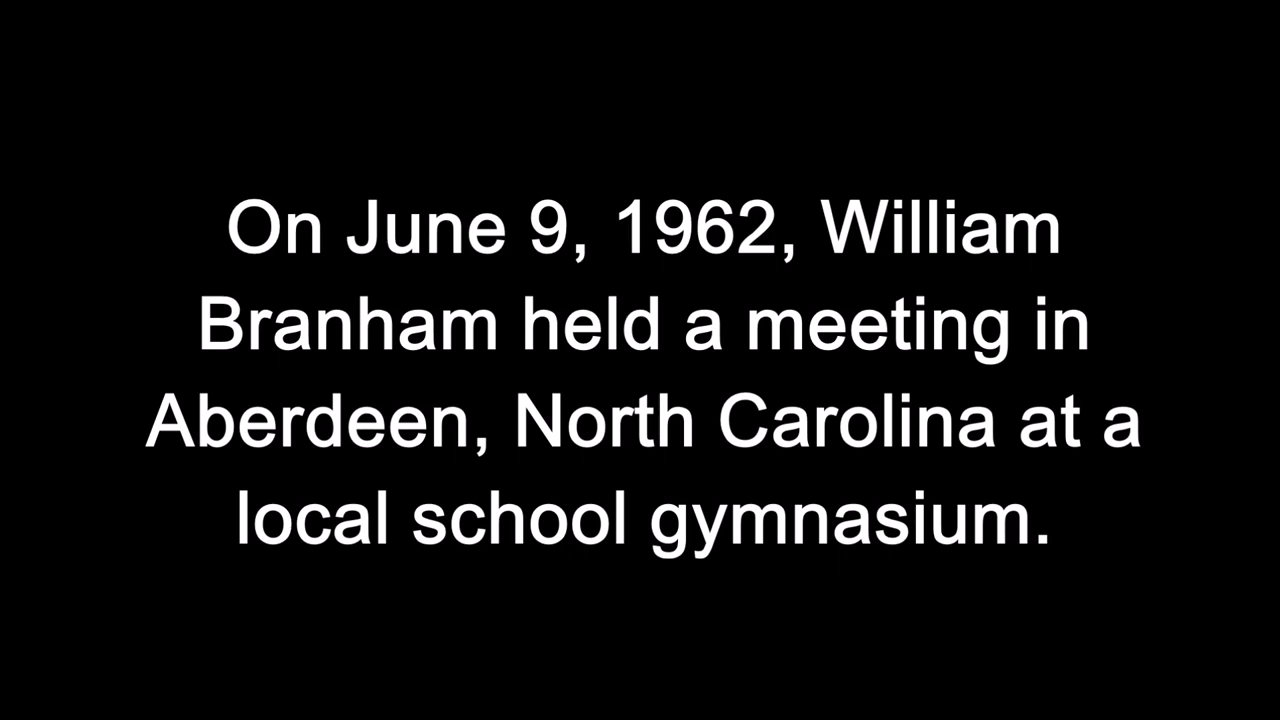 On June 9, 1962, William
Branham held a meeting in
Aberdeen, North Carolina at a
local school gymnasium.